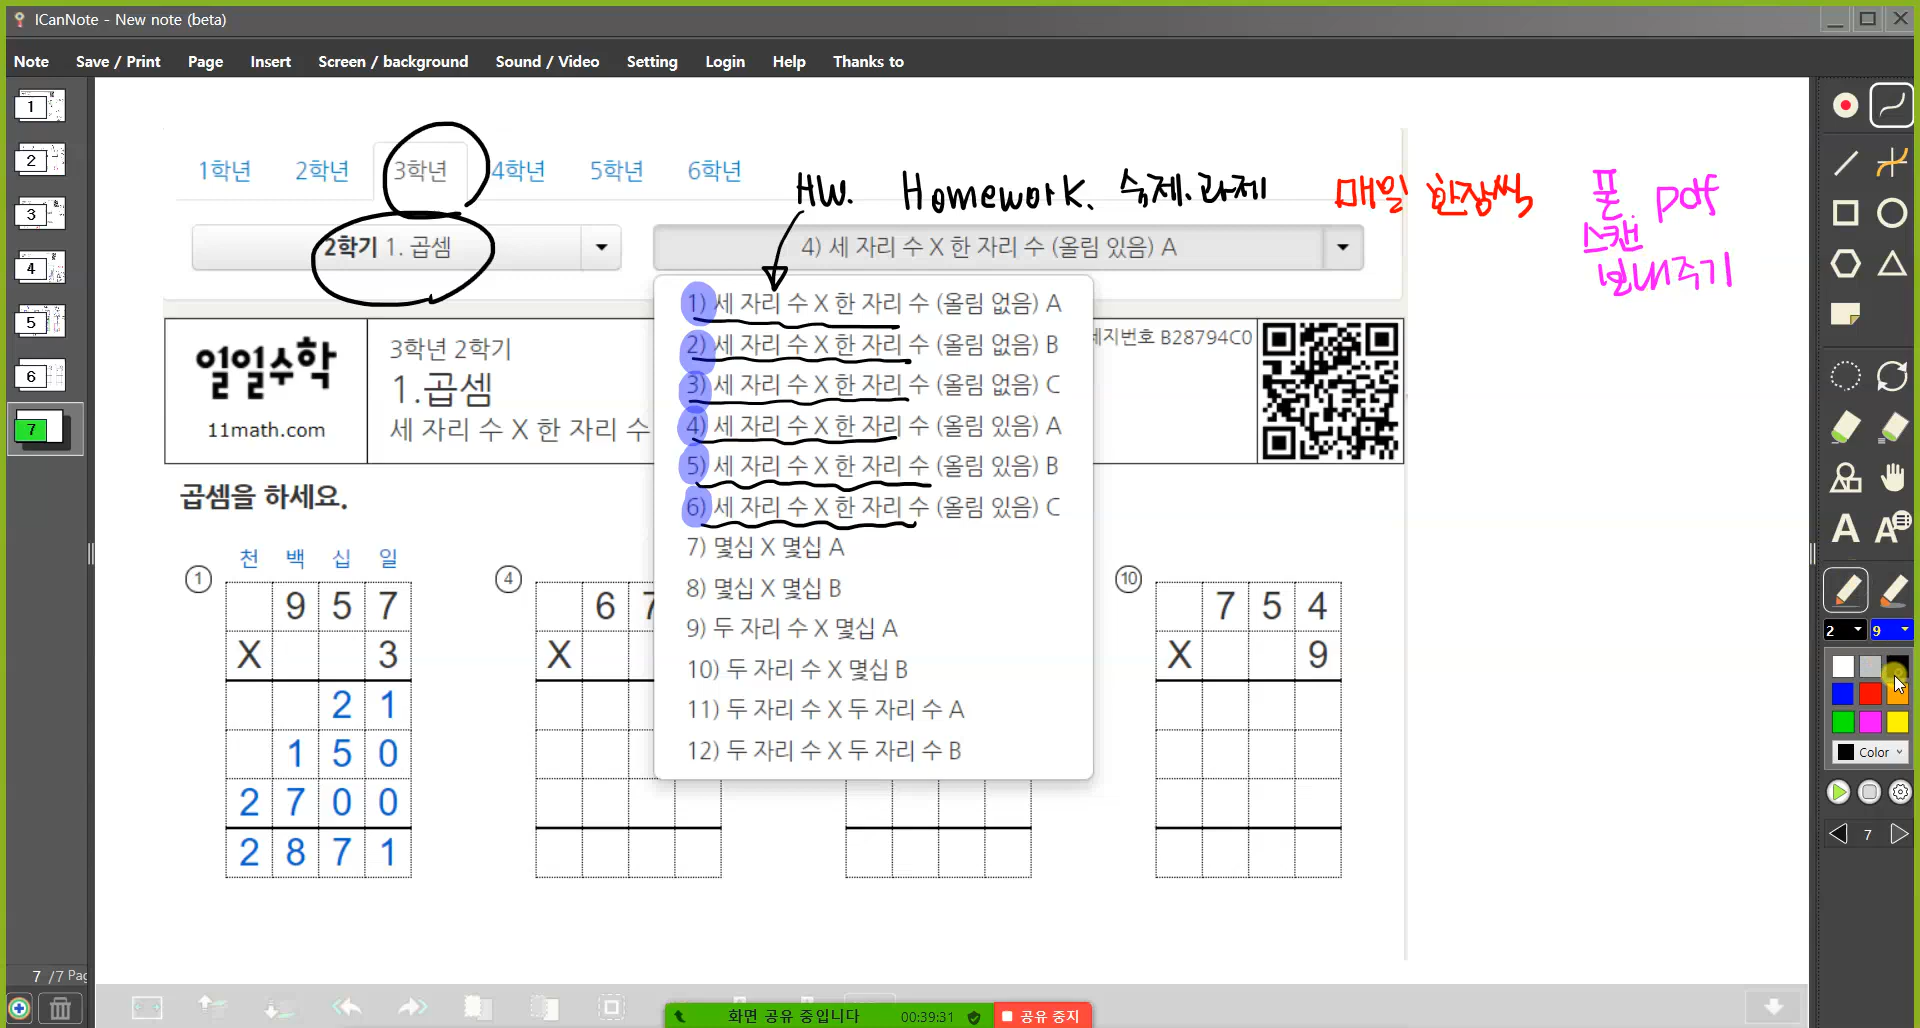 ICanNote - New note (beta)
Note Save / Print Page Insert Screen / background Sound / Video Setting Login Help Thanks to
1
2
3
4
5
6
7
1학년 2학년 3학년 4학년 5학년 6학년
HW. Homework. 숙제. 과제 매일 한장씩 폰 pdf
스캔
보내주기
2학기 1. 곱셈
4) 세 자리 수 X 한 자리 수 (올림 있음) A
1) 세 자리 수 X 한 자리 수 (올림 없음) A
2) 세 자리 수 X 한 자리 수 (올림 없음) B
3) 세 자리 수 X 한 자리 수 (올림 없음) C
4) 세 자리 수 X 한 자리 수 (올림 있음) A
5) 세 자리 수 X 한 자리 수 (올림 있음) B
6) 세 자리 수 X 한 자리 수 (올림 있음) C
7) 몇십 X 몇십 A
8) 몇십 X 몇십 B
9) 두 자리 수 X 몇십 A
10) 두 자리 수 X 몇십 B
11) 두 자리 수 X 두 자리 수 A
12) 두 자리 수 X 두 자리 수 B
일일수학
11math.com
3학년 2학기
1.곱셈
세 자리 수 X 한 자리 수
지번호 B28794C0
곱셈을 하세요.
천 백 십 일
① 9 5 7
X 3
2 1
1 5 0
2 7 0 0
2 8 7 1
④ 6 7
X
⑩ 7 5 4
X 9
A A
2 9
Color
7
7 /7 Pag
화면 공유 중입니다 00:39:31 공유 중지